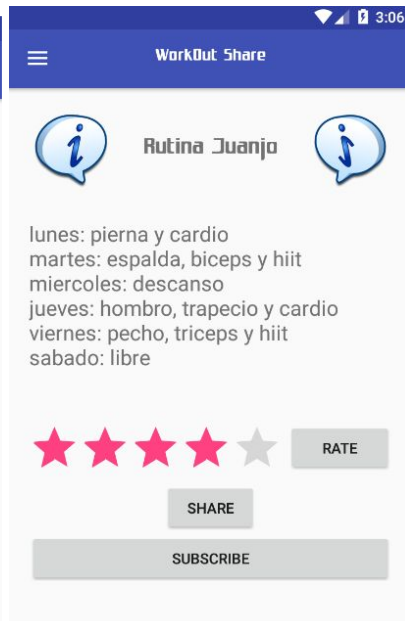 3:06
WorkOut Share
Rutina Juanjo
lunes: pierna y cardio
martes: espalda, biceps y hiit
miercoles: descanso
jueves: hombro, trapecio y cardio
viernes: pecho, triceps y hiit
sabado: libre
RATE
SHARE
SUBSCRIBE